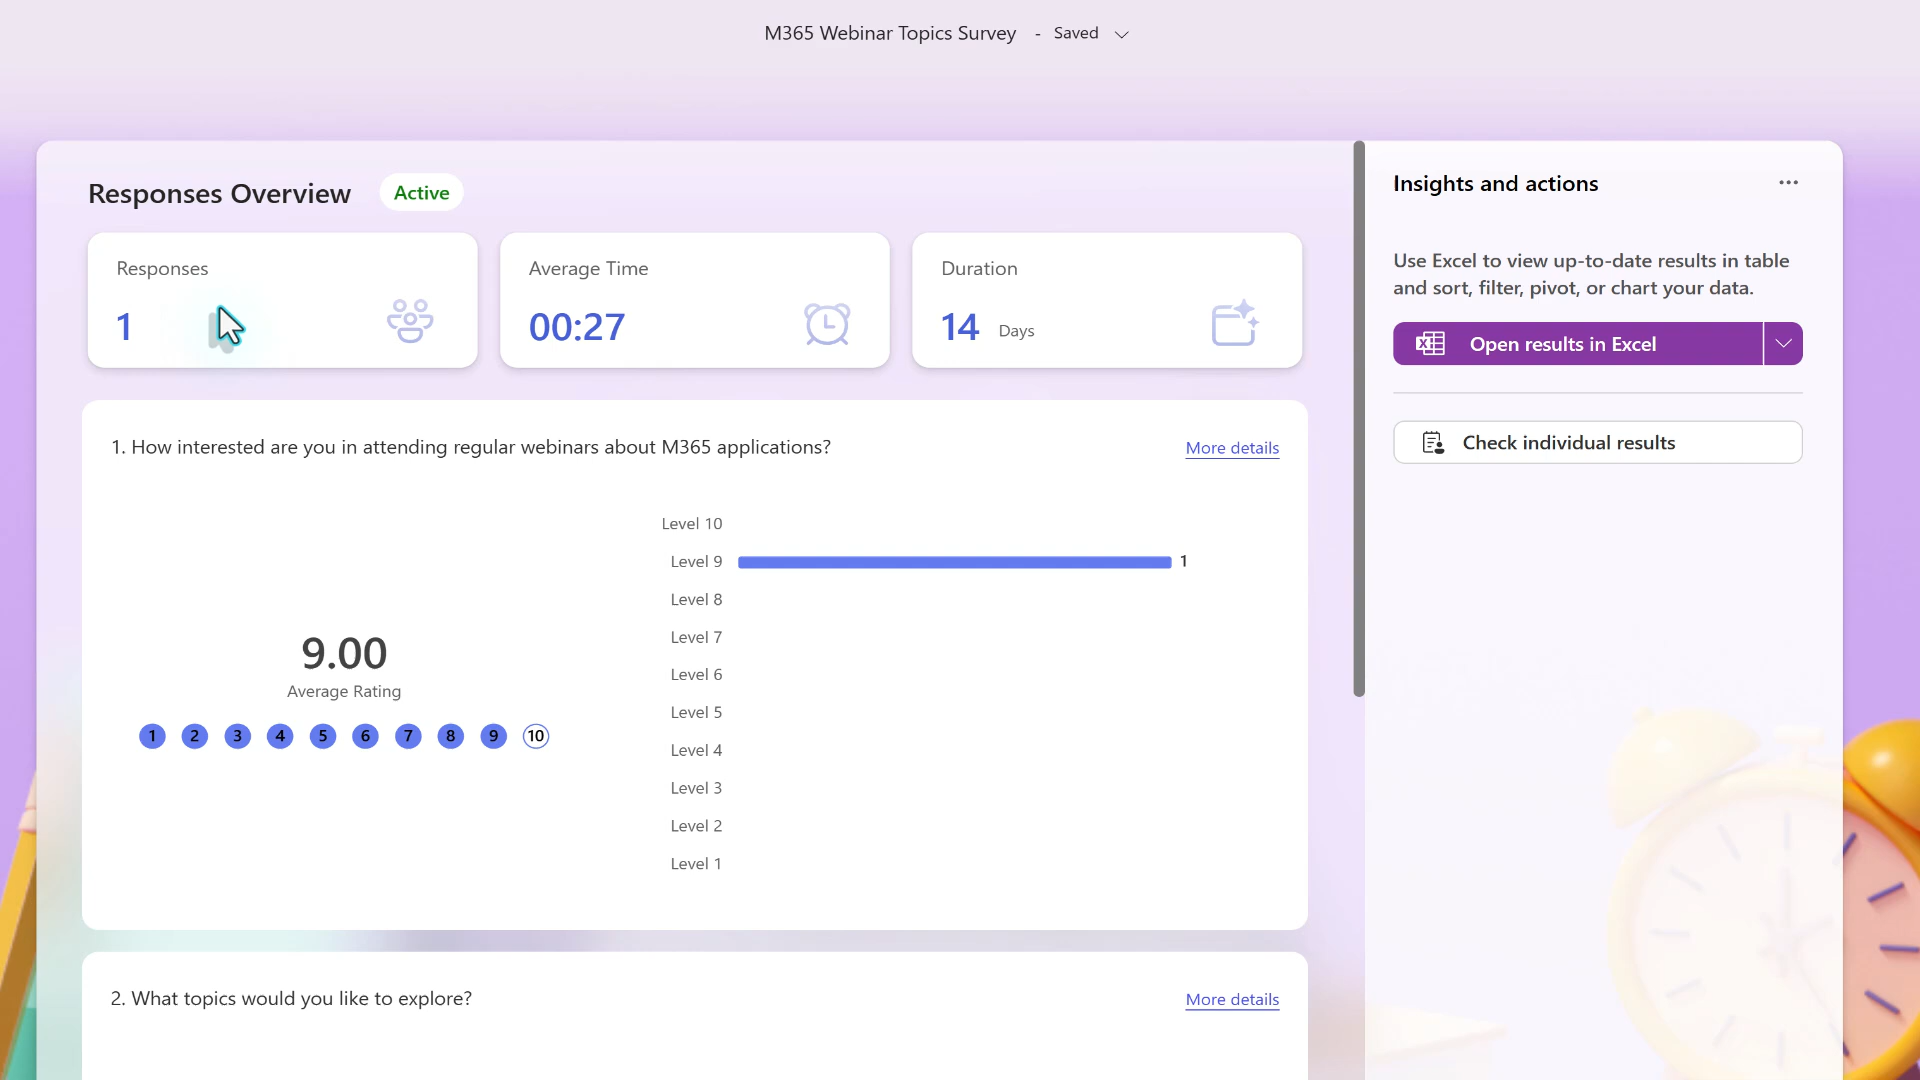 M365 Webinar Topics Survey - Saved
Responses Overview Active
Responses
1
Average Time
00:27
Duration
14 Days
1. How interested are you in attending regular webinars about M365 applications?
More details
9.00
Average Rating
1 2 3 4 5 6 7 8 9 10
Level 10
Level 9 1
Level 8
Level 7
Level 6
Level 5
Level 4
Level 3
Level 2
Level 1
2. What topics would you like to explore?
More details
Insights and actions
Use Excel to view up-to-date results in table
and sort, filter, pivot, or chart your data.
Open results in Excel
Check individual results